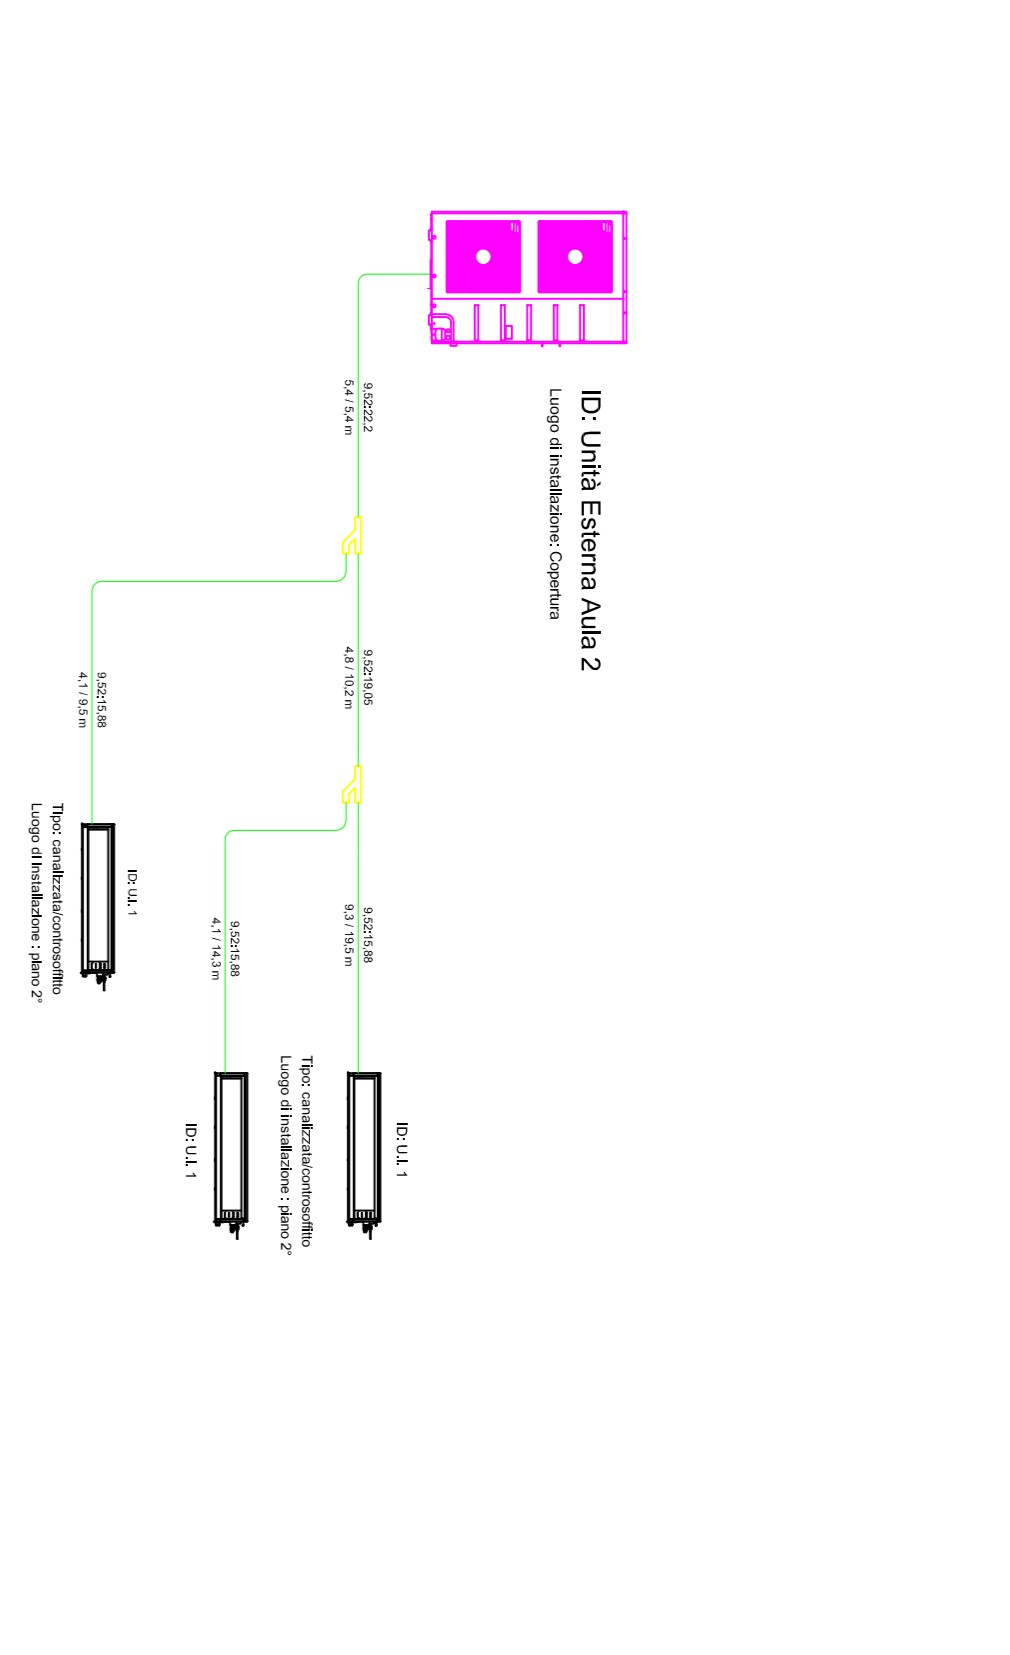 ID: Unità Esterna Aula 2
Luogo di installazione: Copertura
9,52:22,2
5,4 / 5,4 m
9,52:19,05
4,8 / 10,2 m
9,52:15,88
9,3 / 19,5 m
ID: U.I. 1
Tipo: canalizzata/controsoffitto
Luogo di installazione : piano 2°
9,52:15,88
4,1 / 14,3 m
ID: U.I. 1
9,52:15,88
4,1 / 9,5 m
ID: U.I. 1
Tipo: canalizzata/controsoffitto
Luogo di installazione : piano 2°